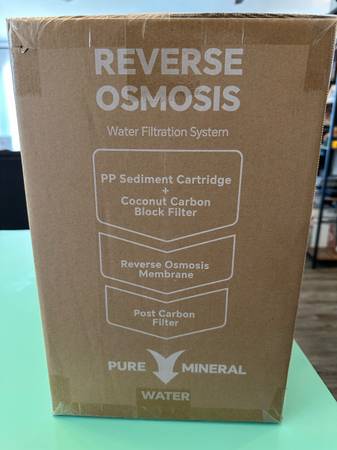 REVERSE
OSMOSIS
Water Filtration System
PP Sediment Cartridge
+
Coconut Carbon
Block Filter
Reverse Osmosis
Membrane
Post Carbon
Filter
PURE MINERAL
WATER